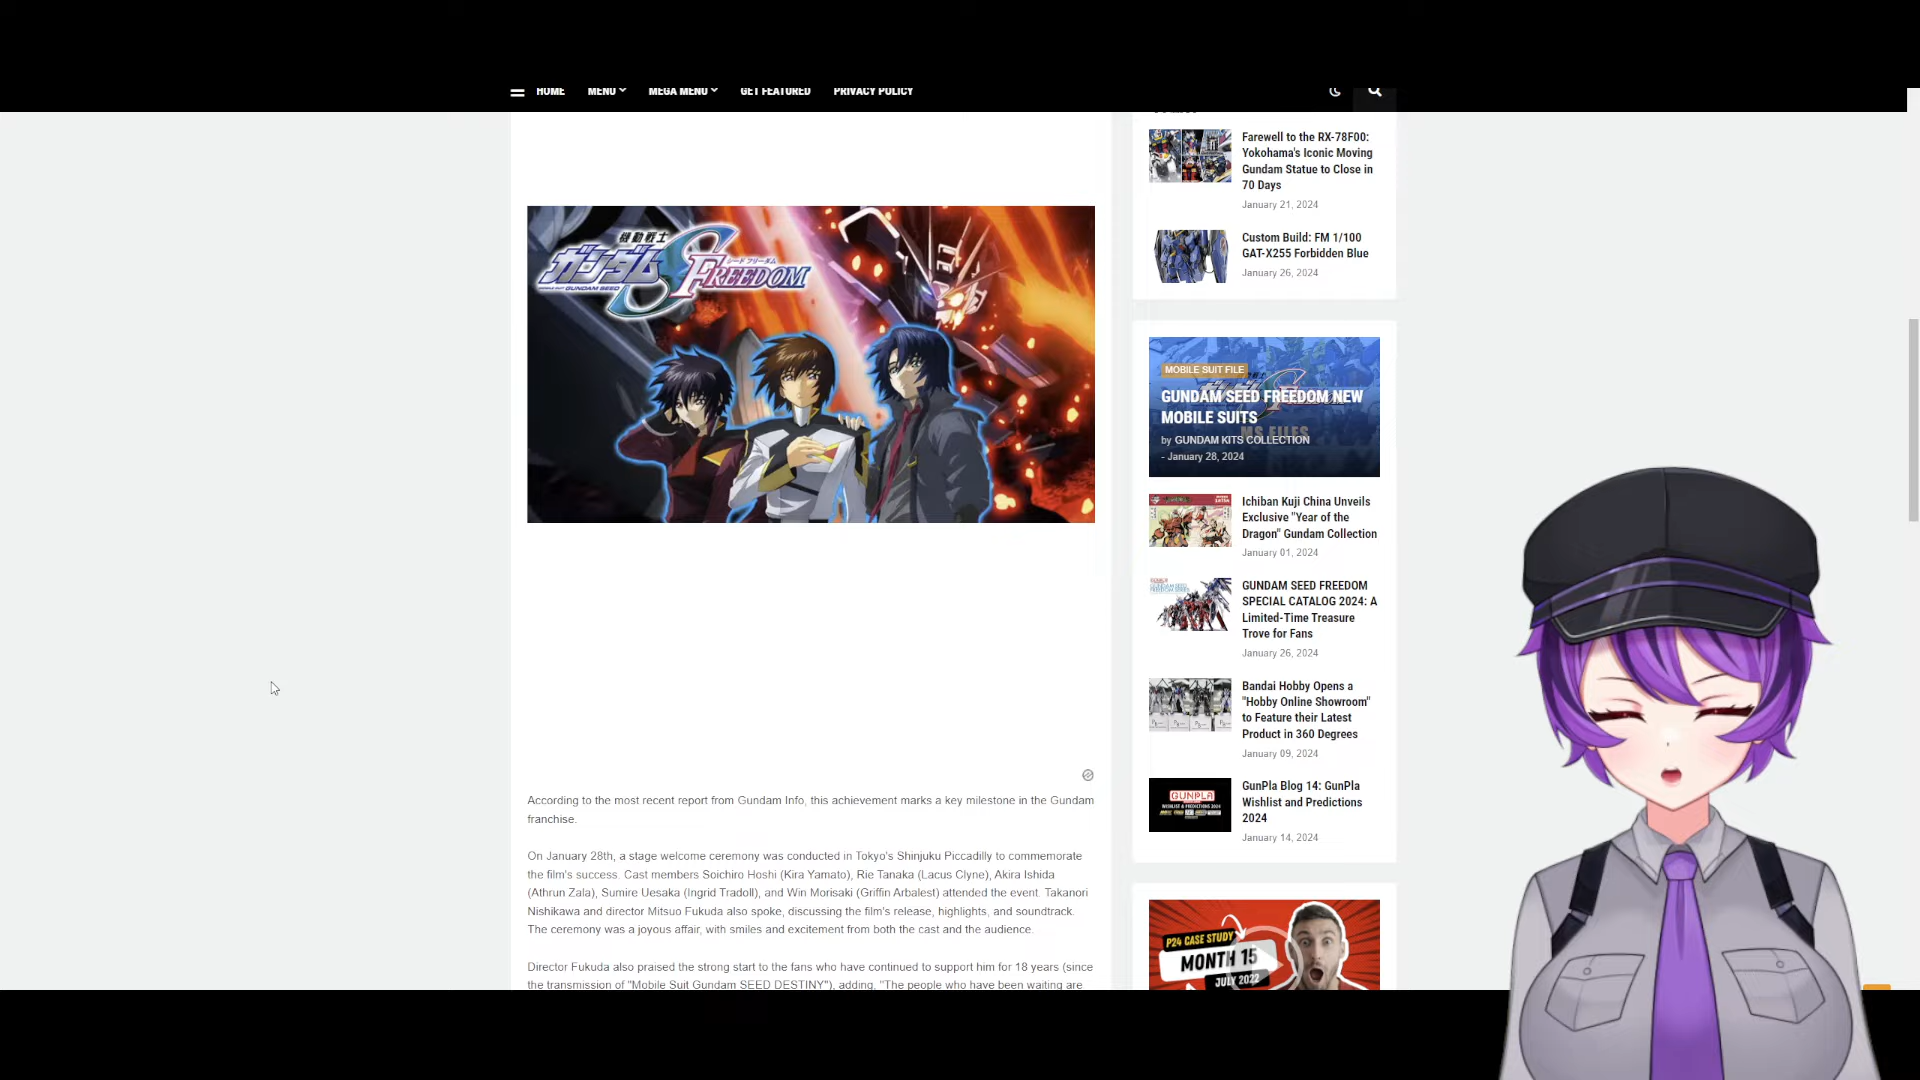 HOME MENU MEGA MENU GET FEATURED PRIVACY POLICY
機動戦士
ガンダム
MOBILE SUIT GUNDAM SEED
シード フリーダム
FREEDOM
According to the most recent report from Gundam Info, this achievement marks a key milestone in the Gundam
franchise.
On January 28th, a stage welcome ceremony was conducted in Tokyo's Shinjuku Piccadilly to commemorate
the film's success. Cast members Soichiro Hoshi (Kira Yamato), Rie Tanaka (Lacus Clyne), Akira Ishida
(Athrun Zala), Sumire Uesaka (Ingrid Tradoll), and Win Morisaki (Griffin Arbalest) attended the event. Takanori
Nishikawa and director Mitsuo Fukuda also spoke, discussing the film's release, highlights, and soundtrack.
The ceremony was a joyous affair, with smiles and excitement from both the cast and the audience.
Director Fukuda also praised the strong start to the fans who have continued to support him for 18 years (since
the transmission of "Mobile Suit Gundam SEED DESTINY"), adding, "The people who have been waiting are
Farewell to the RX-78F00:
Yokohama's Iconic Moving
Gundam Statue to Close in
70 Days
January 21, 2024
Custom Build: FM 1/100
GAT-X255 Forbidden Blue
January 26, 2024
MOBILE SUIT FILE
GUNDAM SEED FREEDOM NEW
MOBILE SUITS
MS FILES
by GUNDAM KITS COLLECTION
- January 28, 2024
Ichiban Kuji China Unveils
Exclusive "Year of the
Dragon" Gundam Collection
January 01, 2024
GUNDAM SEED FREEDOM
SPECIAL CATALOG 2024: A
Limited-Time Treasure
Trove for Fans
January 26, 2024
Bandai Hobby Opens a
"Hobby Online Showroom"
to Feature their Latest
Product in 360 Degrees
January 09, 2024
GUNPLA
GunPla Blog 14: GunPla
Wishlist and Predictions
2024
January 14, 2024
P24 CASE STUDY
MONTH 15
JULY 2022